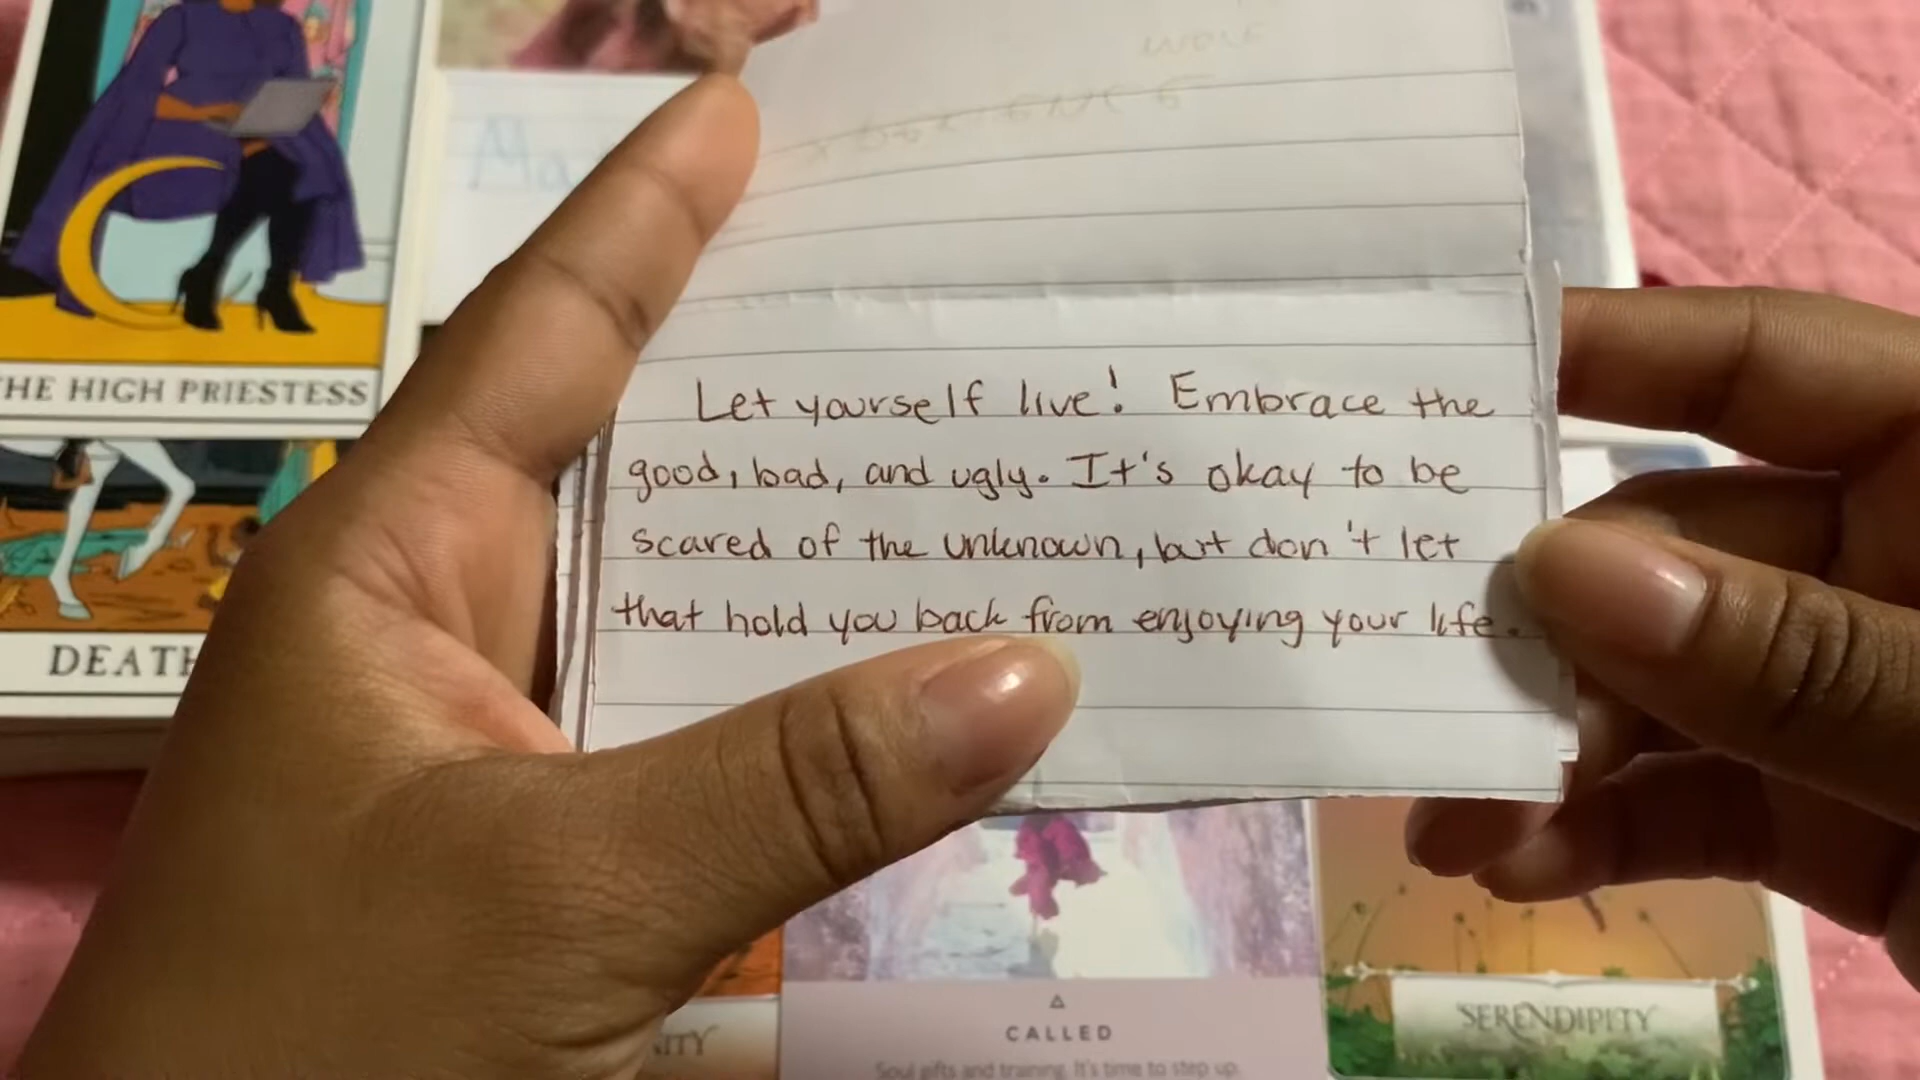 THE HIGH PRIESTESS
Let yourself live! Embrace the
good, bad, and ugly. It's okay to be
scared of the unknown, but don't let
that hold you back from enjoying your life.
DEATH
CALLED
Soul gifts and training. It's time to step up.
SERENDIPITY